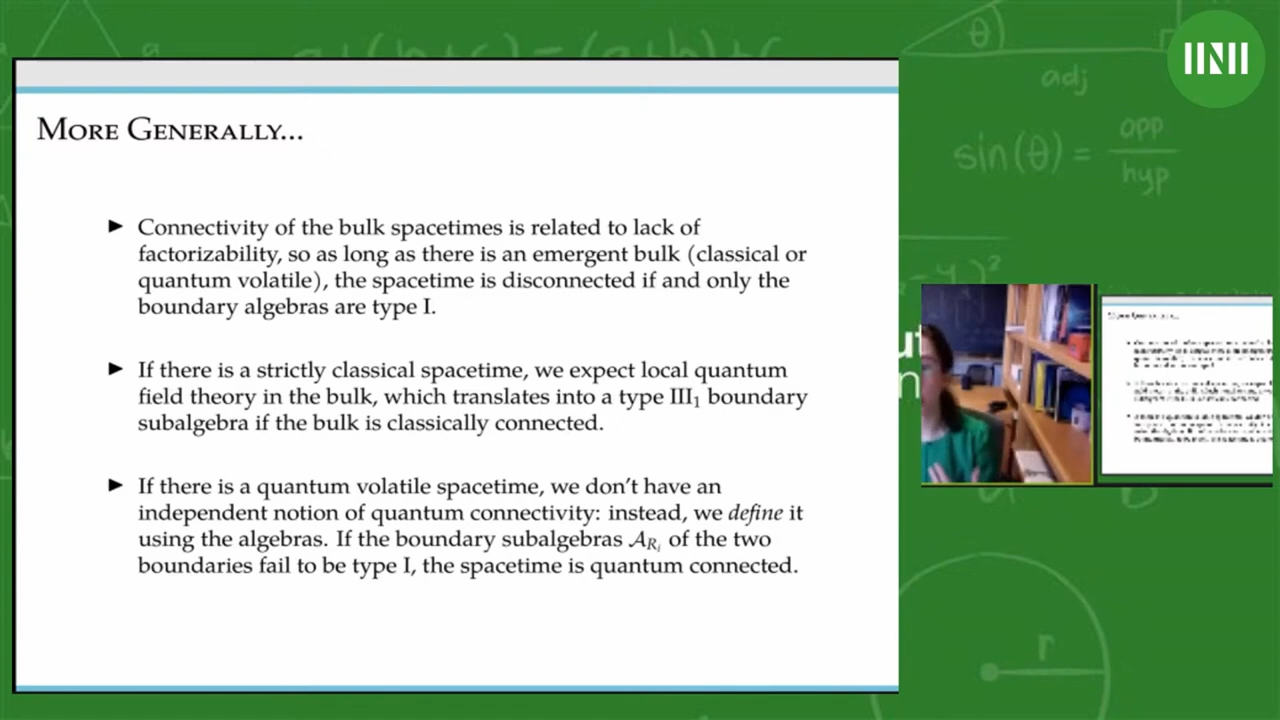 MORE GENERALLY...
► Connectivity of the bulk spacetimes is related to lack of
factorizability, so as long as there is an emergent bulk (classical or
quantum volatile), the spacetime is disconnected if and only the
boundary algebras are type I.
► If there is a strictly classical spacetime, we expect local quantum
field theory in the bulk, which translates into a type III₁ boundary
subalgebra if the bulk is classically connected.
► If there is a quantum volatile spacetime, we don't have an
independent notion of quantum connectivity: instead, we define it
using the algebras. If the boundary subalgebras 𝒜_{R_i} of the two
boundaries fail to be type I, the spacetime is quantum connected.
θ
adj
sin(θ) = opp
hyp
r